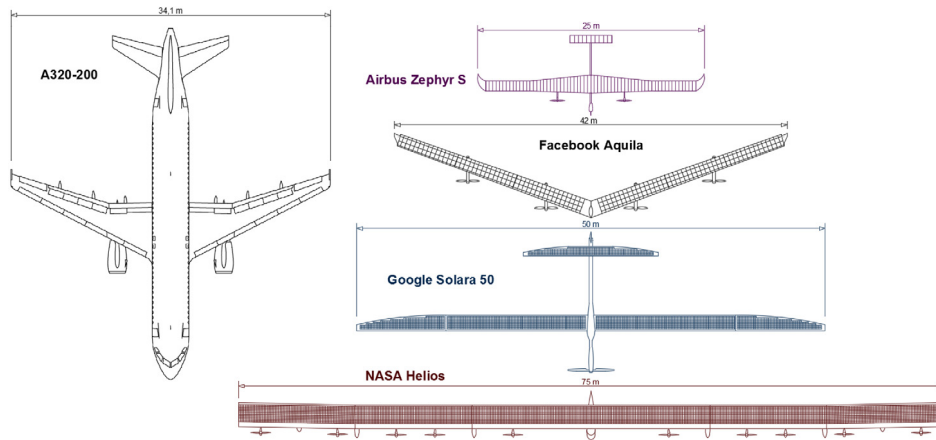 34,1 m
A320-200
25 m
Airbus Zephyr S
42 m
Facebook Aquila
50 m
Google Solara 50
NASA Helios
75 m